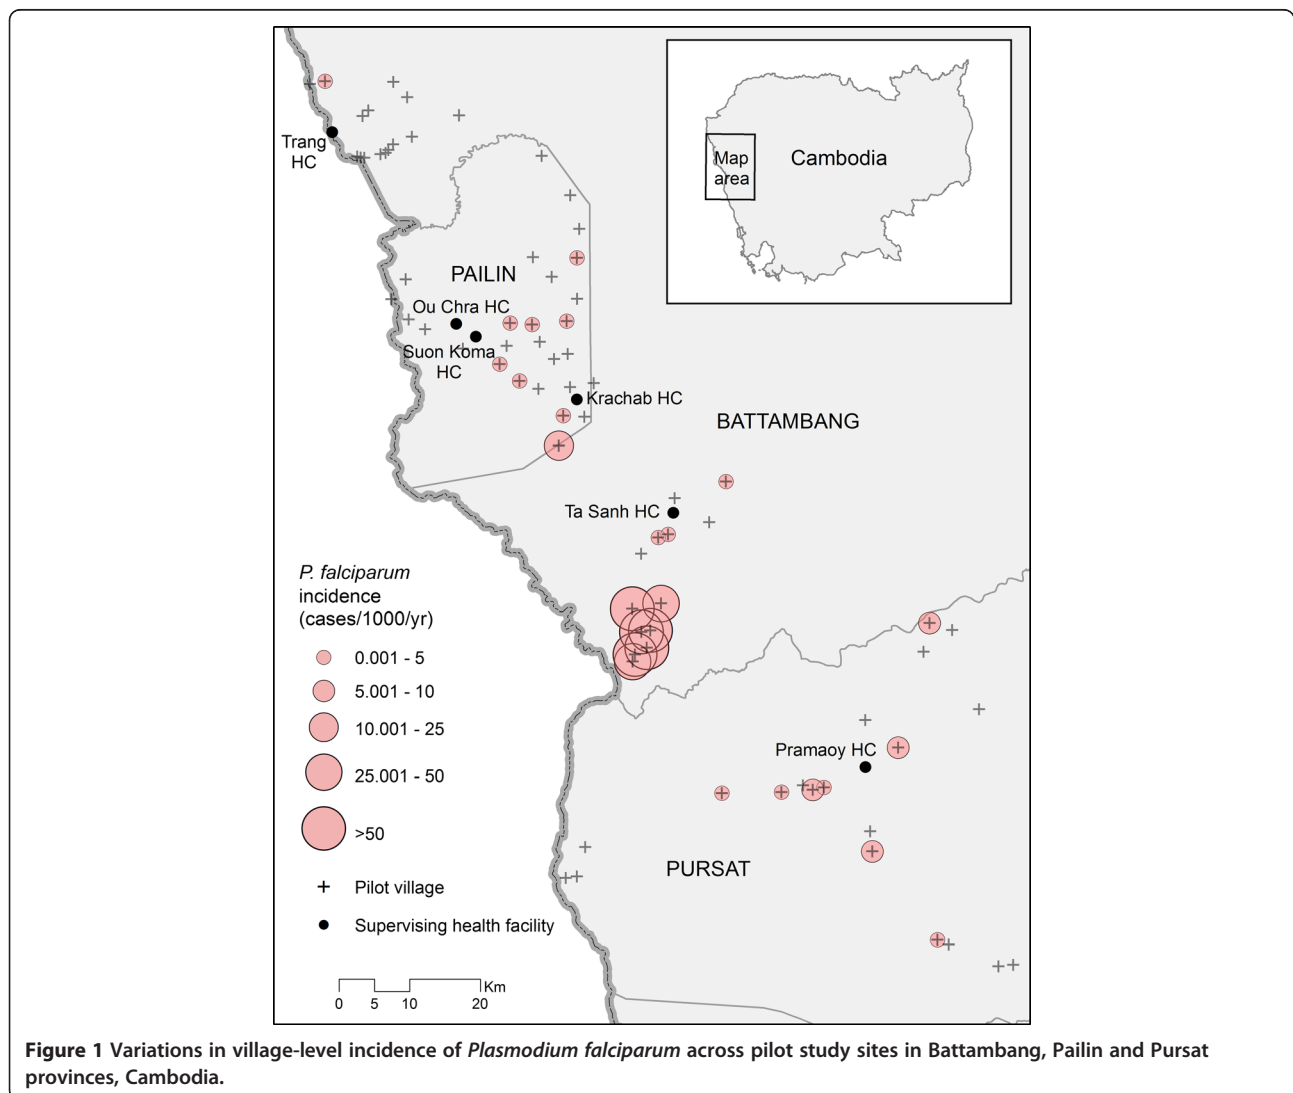 Trang
HC
PAILIN
Ou Chra HC
Suon Koma
HC
Krachab HC
Map
area
Cambodia
BATTAMBANG
Ta Sanh HC
P. falciparum
incidence
(cases/1000/yr)
0.001 - 5
5.001 - 10
10.001 - 25
25.001 - 50
>50
Pilot village
Supervising health facility
Pramaoy HC
PURSAT
Km
0 5 10 20
Figure 1 Variations in village-level incidence of Plasmodium falciparum across pilot study sites in Battambang, Pailin and Pursat
provinces, Cambodia.